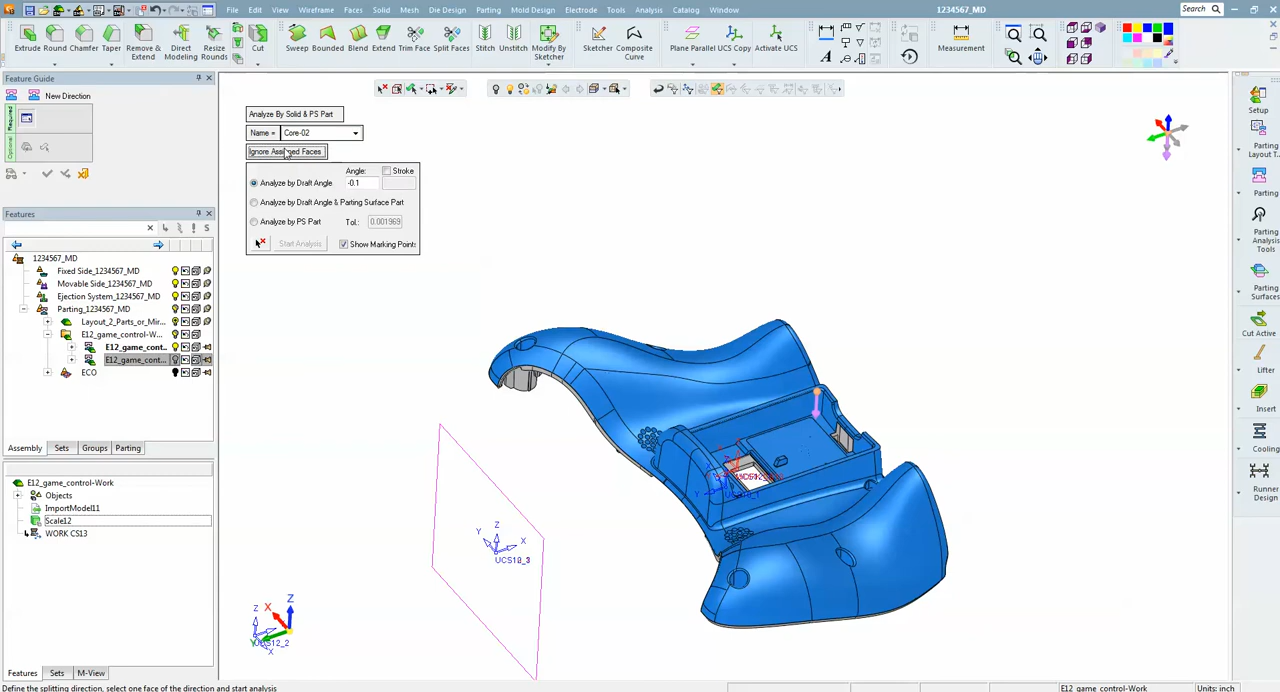 File Edit View Wireframe Faces Solid Mesh Die Design Parting Mold Design Electrode Tools Analysis Catalog Window
1234567_MD
Search
Extrude Round Chamfer Taper Remove & Extend Direct Modeling Resize Rounds Cut Sweep Bounded Blend Extend Trim Face Split Faces Stitch Unstitch Modify By Sketcher Sketcher Composite Curve Plane Parallel UCS Copy Activate UCS Measurement
Feature Guide
New Direction
Required
Optional
Features
1234567_MD
Fixed Side_1234567_MD
Movable Side_1234567_MD
Ejection System_1234567_MD
Parting_1234567_MD
Layout_2_Parts_or_Mir...
E12_game_control-W...
E12_game_cont...
E12_game_cont...
ECO
Assembly Sets Groups Parting
E12_game_control-Work
Objects
ImportModel11
Scale12
WORK CS13
Features Sets M-View
Analyze By Solid & PS Part
Name = Core-02
Ignore Assigned Faces
Angle: Stroke
Analyze by Draft Angle -0.1
Analyze by Draft Angle & Parting Surface Part
Analyze by PS Part Tol.: 0.001969
Start Analysis Show Marking Points
Z
Y X
UCS12_3
Z
X
Z
Y UCS12_2
X
Setup
Parting Layout T...
Parting
Parting Analysis Tools
Parting Surfaces
Cut Active
Lifter
Insert
Cooling
Runner Design
Define the splitting direction, select one face of the direction and start analysis
E12_game_control-Work
Units: inch